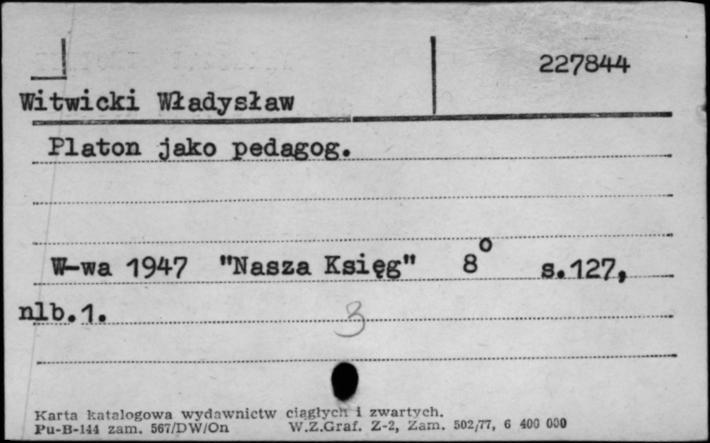 227844
Witwicki Władysław
Platon jako pedagog.
W-wa 1947 "Nasza Księg" 8° s.127,
nlb.1.
3
Karta katalogowa wydawnictw ciągłych i zwartych.
Pu-B-144 zam. 567/DW/On W.Z.Graf. Z-2, Zam. 502/77, 6 400 000